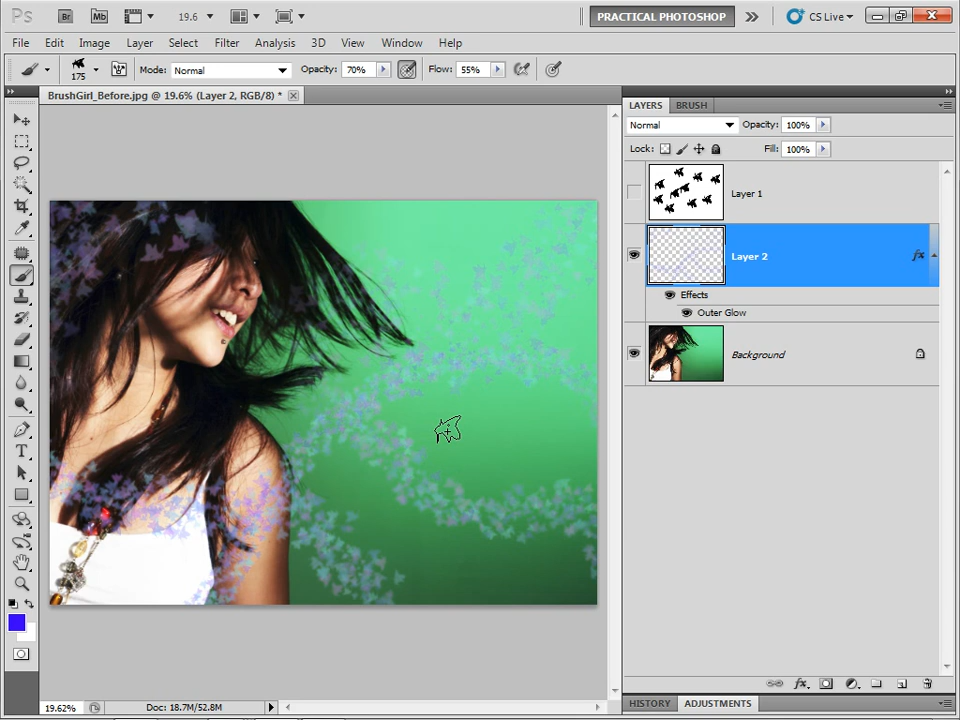 Ps Br Mb 19.6 PRACTICAL PHOTOSHOP CS Live
File Edit Image Layer Select Filter Analysis 3D View Window Help
175 Mode: Normal Opacity: 70% Flow: 55%
BrushGirl_Before.jpg @ 19.6% (Layer 2, RGB/8) *
LAYERS BRUSH
Normal Opacity: 100%
Lock: Fill: 100%
Layer 1
Layer 2 fx
Effects
Outer Glow
Background
T
fx
19.62% Doc: 18.7M/52.8M
HISTORY ADJUSTMENTS